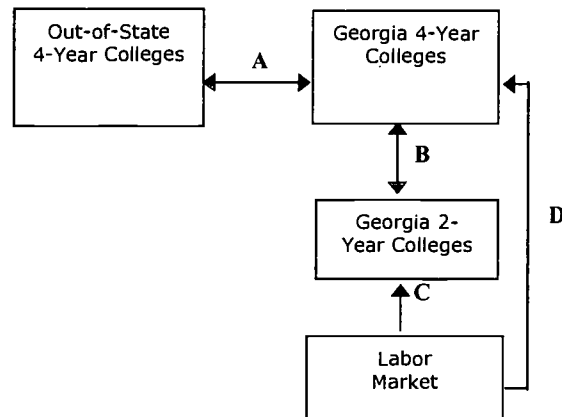 Out-of-State
4-Year Colleges
A
Georgia 4-Year
Colleges
B
D
Georgia 2-
Year Colleges
C
Labor
Market